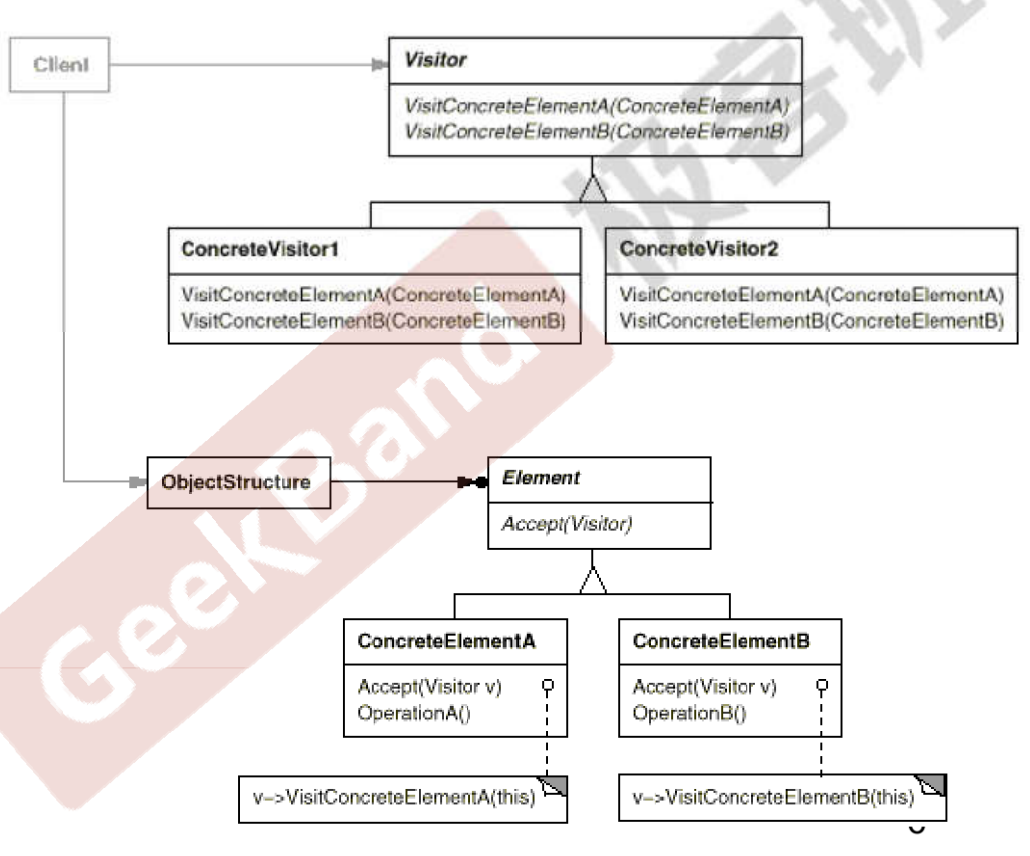 Client
Visitor
VisitConcreteElementA(ConcreteElementA)
VisitConcreteElementB(ConcreteElementB)
ConcreteVisitor1
VisitConcreteElementA(ConcreteElementA)
VisitConcreteElementB(ConcreteElementB)
ConcreteVisitor2
VisitConcreteElementA(ConcreteElementA)
VisitConcreteElementB(ConcreteElementB)
ObjectStructure
Element
Accept(Visitor)
ConcreteElementA
Accept(Visitor v)
OperationA()
ConcreteElementB
Accept(Visitor v)
OperationB()
v–>VisitConcreteElementA(this)
v–>VisitConcreteElementB(this)
GeekBand
极客班